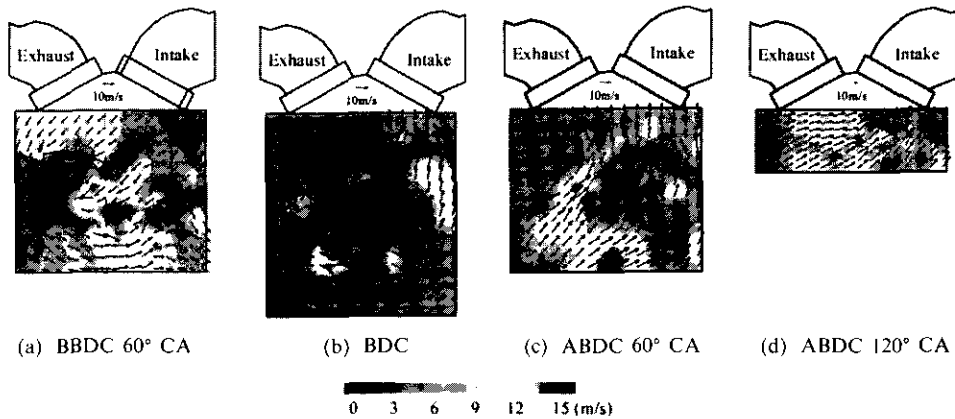 Exhaust Intake
10m/s
Exhaust Intake
10m/s
Exhaust Intake
10m/s
Exhaust Intake
10m/s
(a) BBDC 60° CA
(b) BDC
(c) ABDC 60° CA
(d) ABDC 120° CA
0 3 6 9 12 15 (m/s)